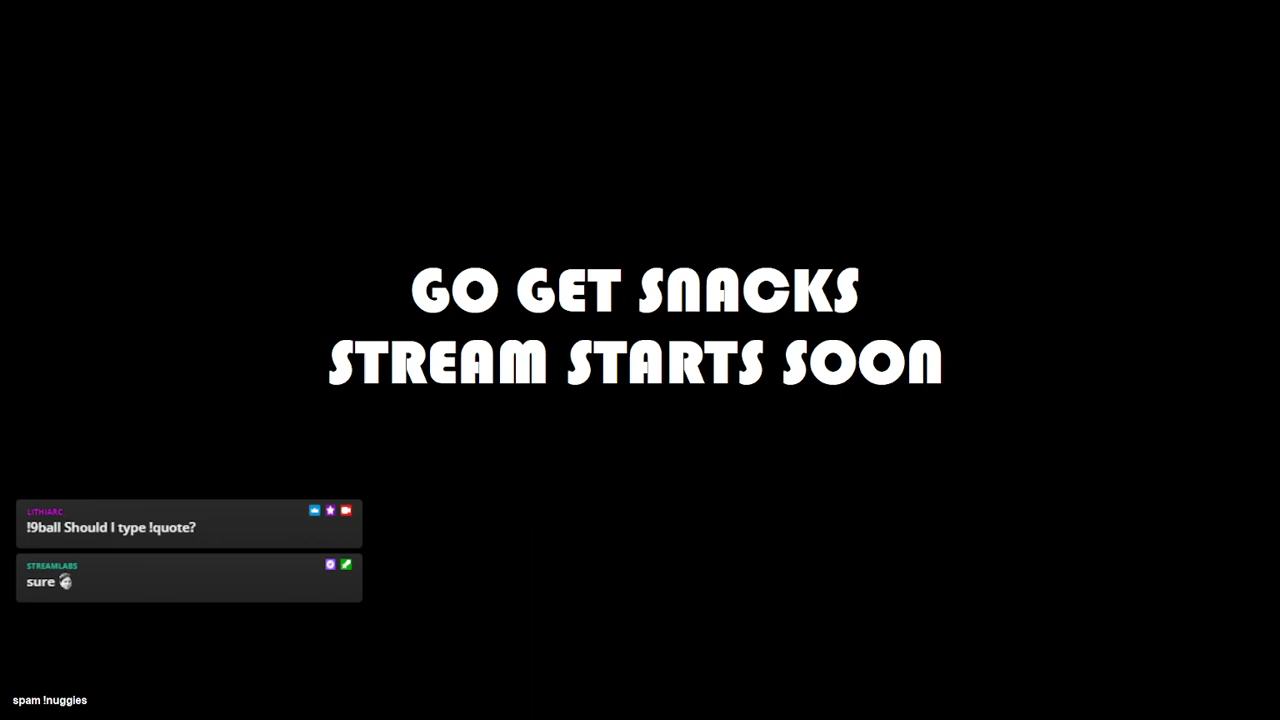 GO GET SNACKS
STREAM STARTS SOON
LITHIARC
!9ball Should I type !quote?
STREAMLABS
sure
spam !nuggies